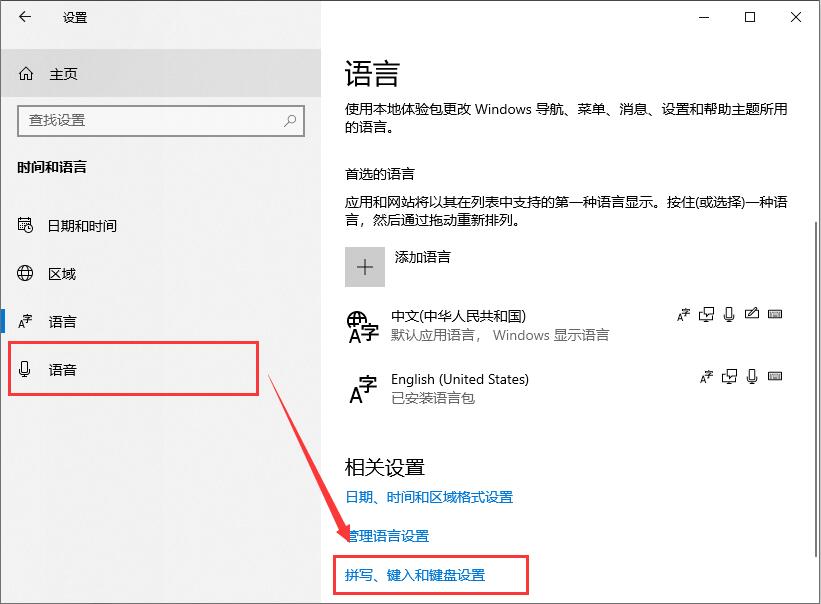 设置
主页
查找设置
时间和语言
日期和时间
区域
语言
语音
语言
使用本地体验包更改 Windows 导航、菜单、消息、设置和帮助主题所用
的语言。
首选的语言
应用和网站将以其在列表中支持的第一种语言显示。按住(或选择)一种语
言，然后通过拖动重新排列。
添加语言
中文(中华人民共和国)
默认应用语言， Windows 显示语言
English (United States)
已安装语言包
相关设置
日期、时间和区域格式设置
管理语言设置
拼写、键入和键盘设置